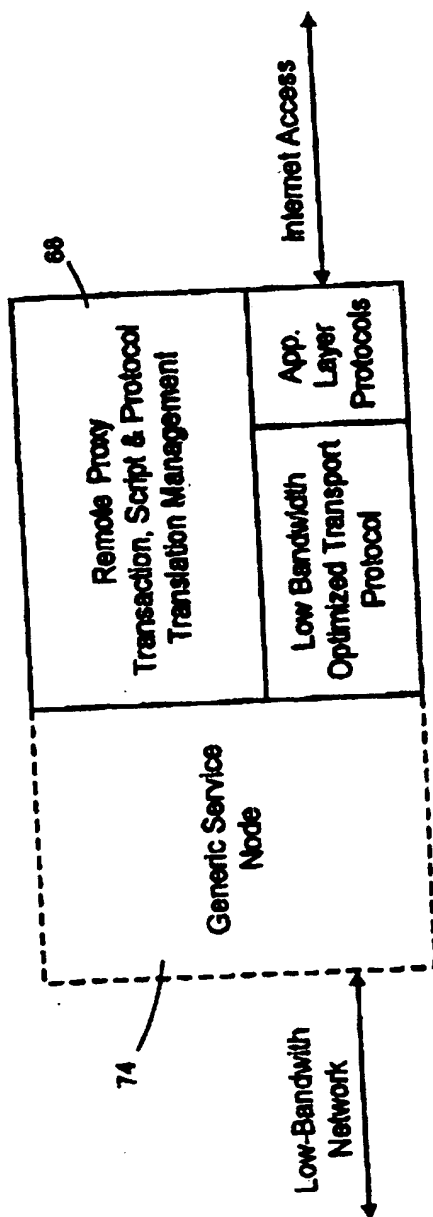 74
68
Low-Bandwith
Network
Generic Service
Node
Remote Proxy
Transaction, Script & Protocol
Translation Management
Low Bandwidth
Optimized Transport
Protocol
App.
Layer
Protocols
Internet Access